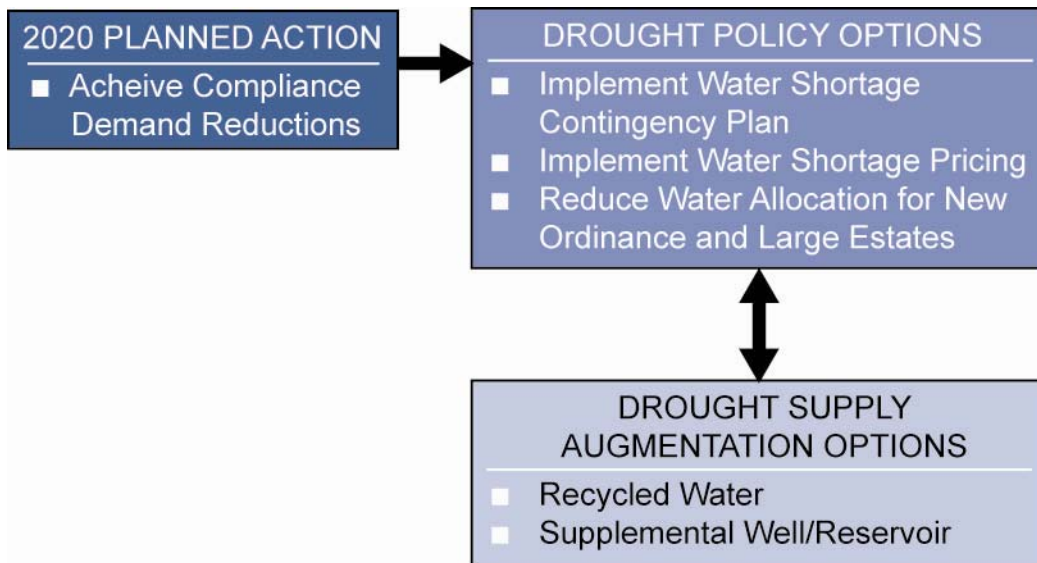 2020 PLANNED ACTION
■ Acheive Compliance
Demand Reductions
DROUGHT POLICY OPTIONS
■ Implement Water Shortage
Contingency Plan
■ Implement Water Shortage Pricing
■ Reduce Water Allocation for New
Ordinance and Large Estates
DROUGHT SUPPLY
AUGMENTATION OPTIONS
■ Recycled Water
■ Supplemental Well/Reservoir